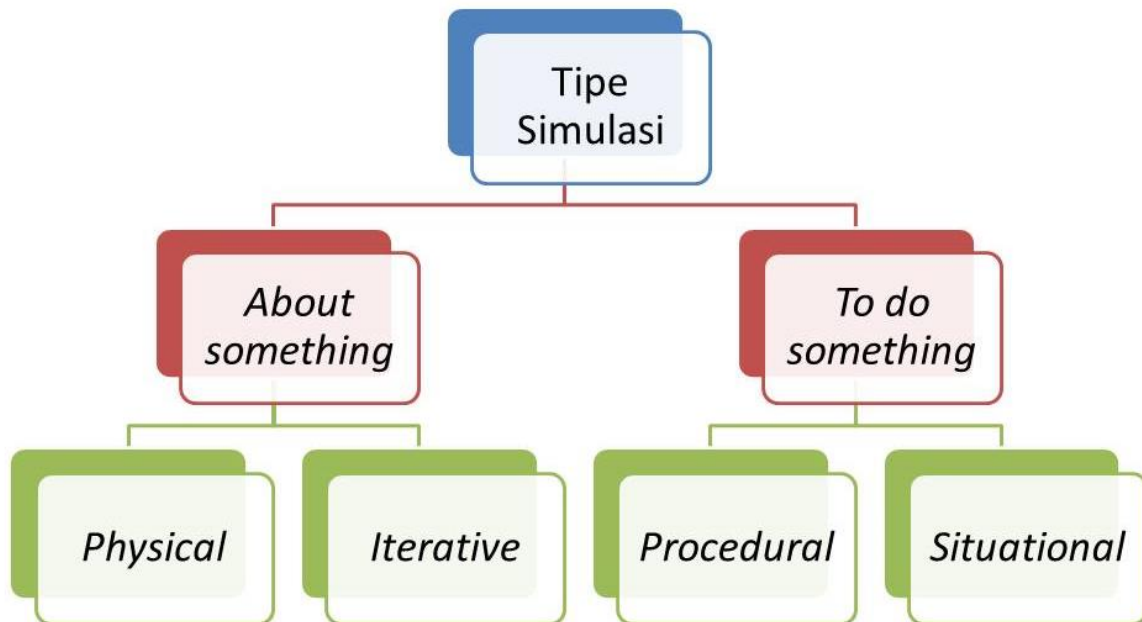 Tipe
Simulasi
About
something
To do
something
Physical
Iterative
Procedural
Situational